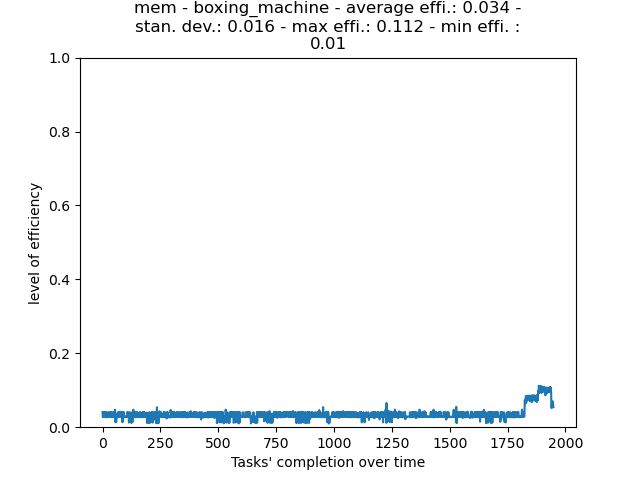 mem - boxing_machine - average effi.: 0.034 -
stan. dev.: 0.016 - max effi.: 0.112 - min effi. :
0.01
1.0
0.8
0.6
0.4
0.2
0.0
level of efficiency
0 250 500 750 1000 1250 1500 1750 2000
Tasks' completion over time